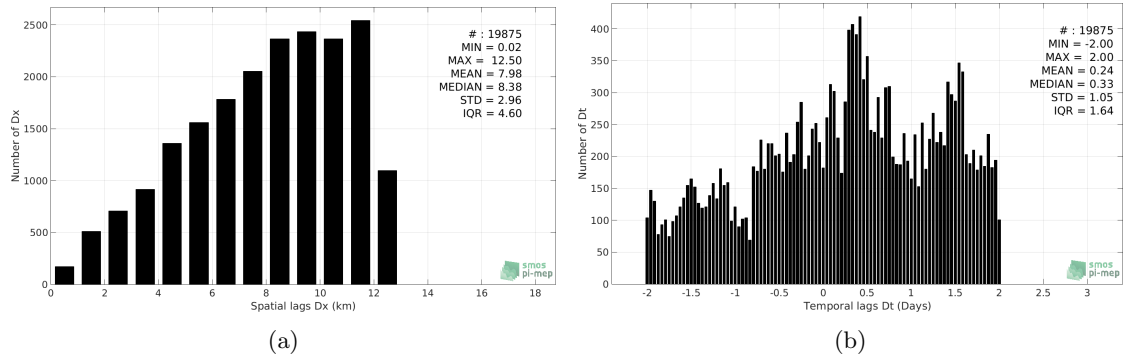 2500
2000
1500
1000
500
0
Number of Dx
# : 19875
MIN = 0.02
MAX = 12.50
MEAN = 7.98
MEDIAN = 8.38
STD = 2.96
IQR = 4.60
smos
pi-mep
0 2 4 6 8 10 12 14 16 18
Spatial lags Dx (km)
(a)
400
350
300
250
200
150
100
50
0
Number of Dt
# : 19875
MIN = -2.00
MAX = 2.00
MEAN = 0.24
MEDIAN = 0.33
STD = 1.05
IQR = 1.64
smos
pi-mep
-2 -1.5 -1 -0.5 0 0.5 1 1.5 2 2.5 3
Temporal lags Dt (Days)
(b)